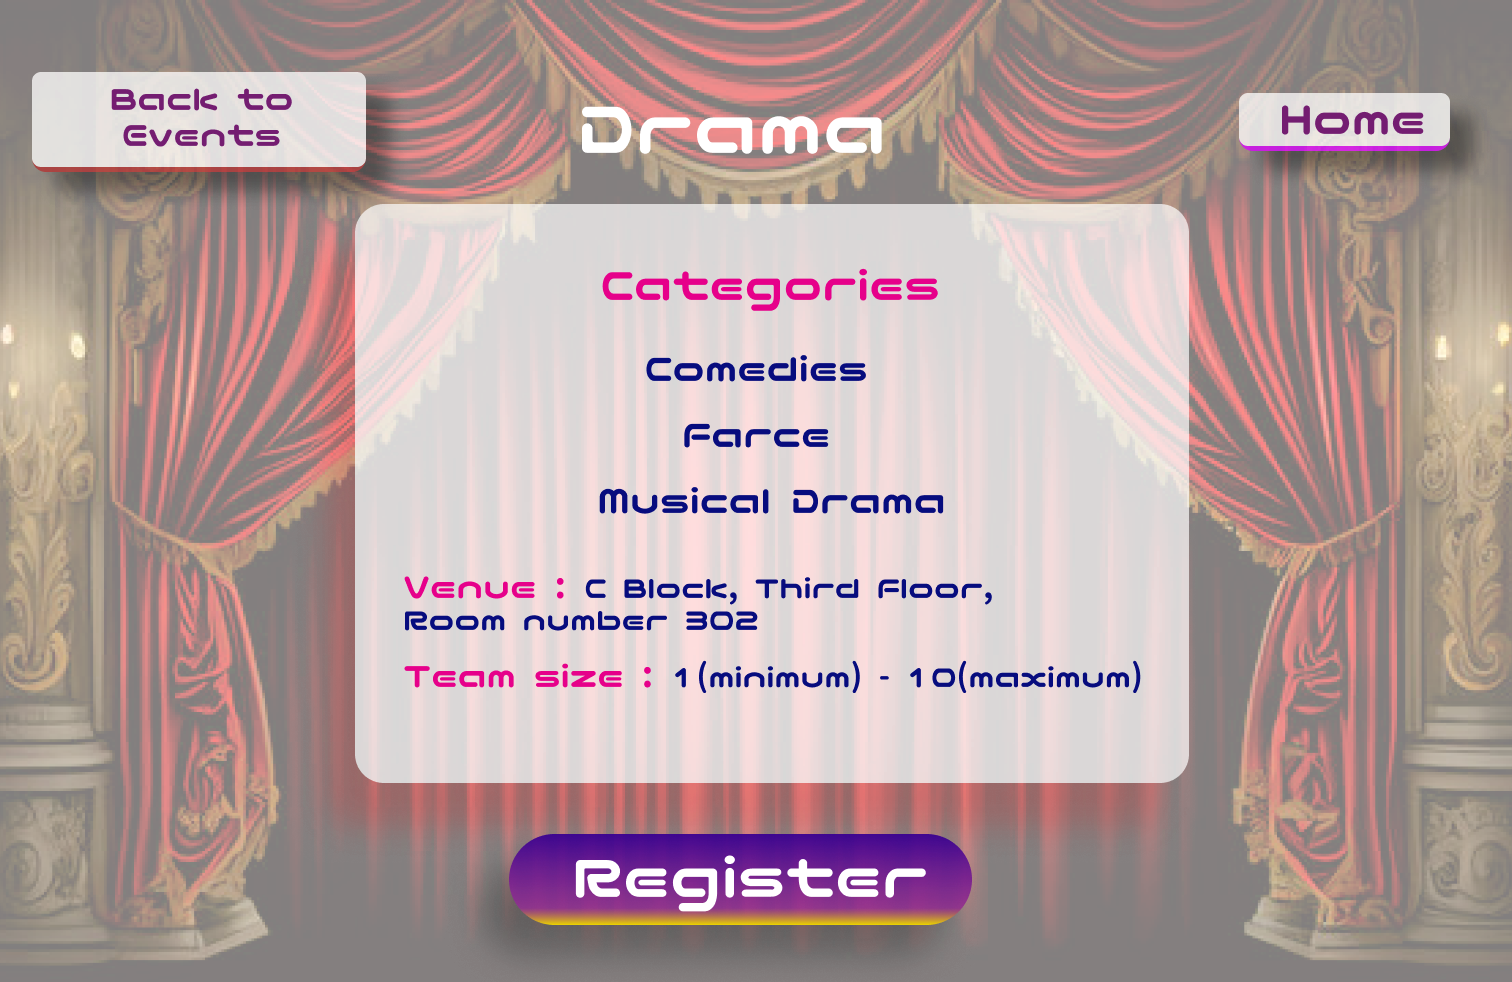 Back to
Events
Drama
Home
Categories
Comedies
Farce
Musical Drama
Venue : C Block, Third Floor,
Room number 302
Team size : 1(minimum) - 10(maximum)
Register